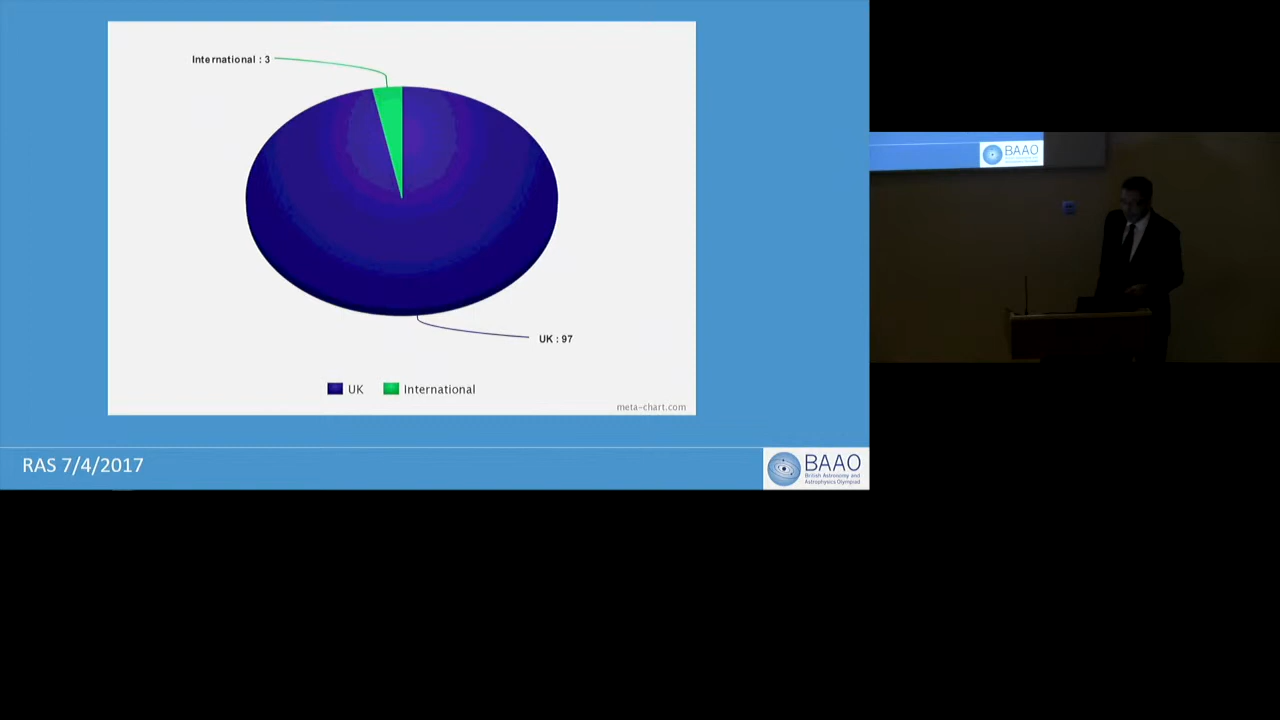 International : 3
UK : 97
UK International
meta-chart.com
RAS 7/4/2017
BAAO
British Astronomy and
Astrophysics Olympiad
BAAO